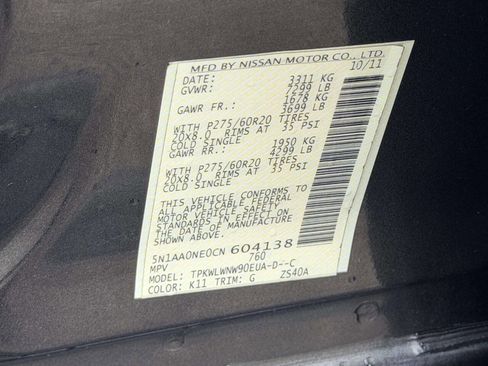 MFD BY NISSAN MOTOR CO., LTD.
DATE: 10/11
GVWR: 3311 KG
7299 LB
GAWR FR.: 1678 KG
3699 LB
WITH P275/60R20 TIRES
20X8.0 RIMS AT 35 PSI
COLD SINGLE
GAWR RR.: 1950 KG
4299 LB
WITH P275/60R20 TIRES
20X8.0 RIMS AT 35 PSI
COLD SINGLE
THIS VEHICLE CONFORMS TO
ALL APPLICABLE FEDERAL
MOTOR VEHICLE SAFETY
STANDARDS IN EFFECT ON
THE DATE OF MANUFACTURE
SHOWN ABOVE.
5N1AA0NE0CN 604138
MPV 760
MODEL: TPKWLWNW90EUA-D--C
COLOR: K11 TRIM: G ZS40A